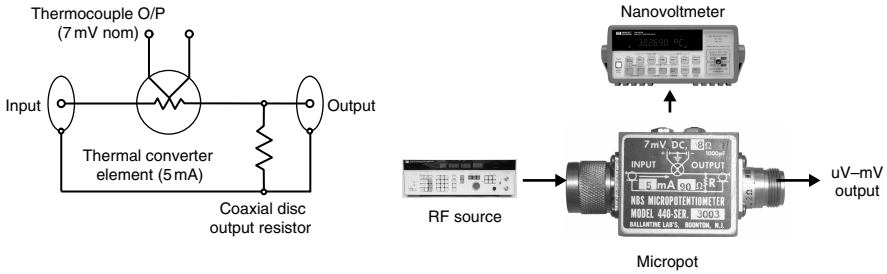 Thermocouple O/P
(7 mV nom)
Input
Output
Thermal converter
element (5 mA)
Coaxial disc
output resistor
Nanovoltmeter
RF source
7mV DC,
8 Ω
1000pF
+
−
INPUT
OUTPUT
5 mA 90 Ω R
NBS MICROPOTENTIOMETER
MODEL 440-SER. 3003
BALLANTINE LAB'S, BOONTON, N.J.
uV–mV
output
Micropot